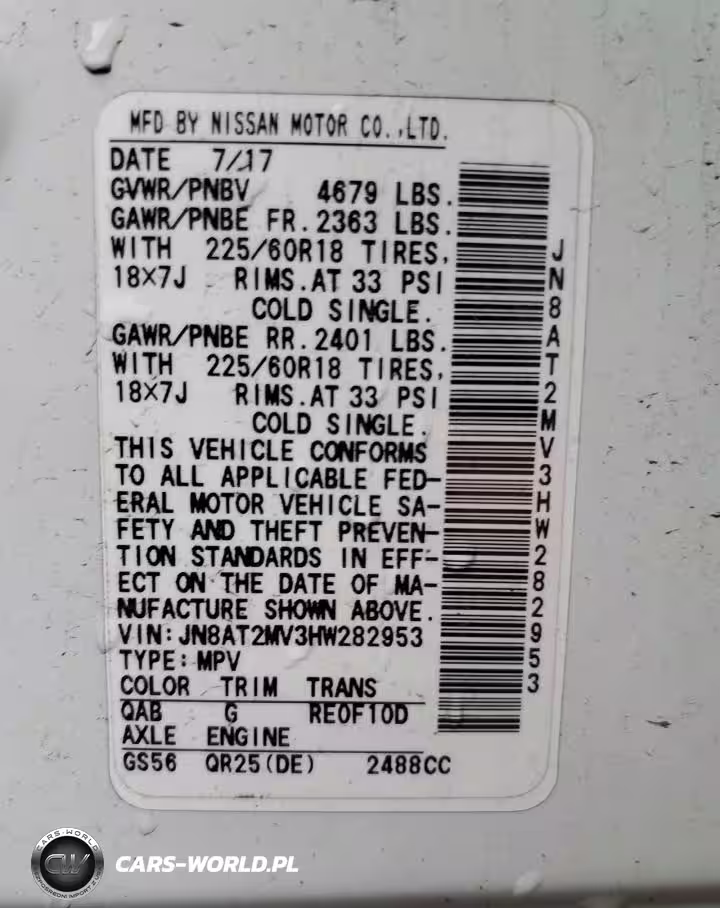 MFD BY NISSAN MOTOR CO.,LTD.
DATE 7/17
GVWR/PNBV 4679 LBS.
GAWR/PNBE FR. 2363 LBS.
WITH 225/60R18 TIRES,
18X7J RIMS. AT 33 PSI
COLD SINGLE.
GAWR/PNBE RR. 2401 LBS.
WITH 225/60R18 TIRES,
18X7J RIMS. AT 33 PSI
COLD SINGLE.
THIS VEHICLE CONFORMS
TO ALL APPLICABLE FED-
ERAL MOTOR VEHICLE SA-
FETY AND THEFT PREVEN-
TION STANDARDS IN EFF-
ECT ON THE DATE OF MA-
NUFACTURE SHOWN ABOVE.
VIN: JN8AT2MV3HW282953
TYPE: MPV
COLOR TRIM TRANS
QAB G RE0F10D
AXLE ENGINE
GS56 QR25(DE) 2488CC
JN8AT2MV3HW282953
CARS-WORLD
CW
CARS-WORLD.PL